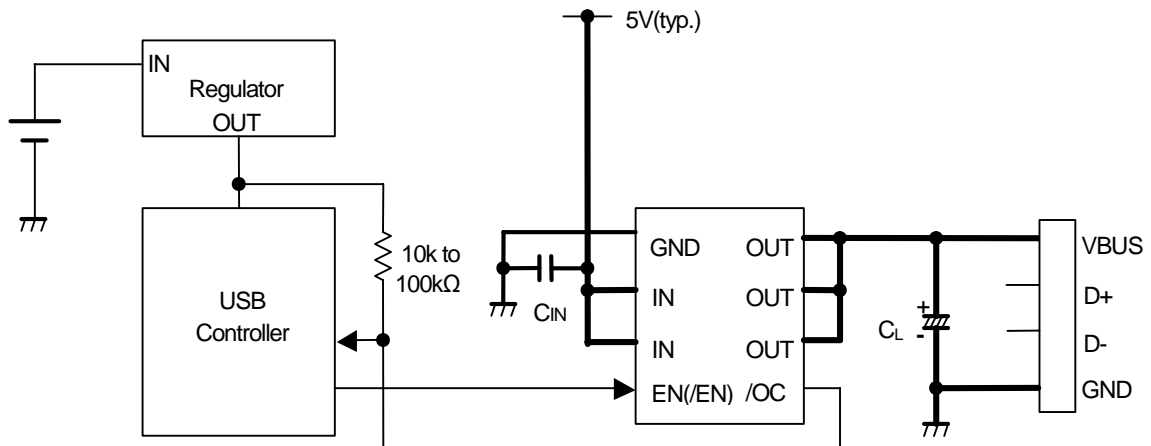 5V(typ.)
IN
Regulator
OUT
10k to
100kΩ
USB
Controller
CIN
GND
OUT
IN
OUT
IN
OUT
EN(/EN)
/OC
+
CL
-
VBUS
D+
D-
GND